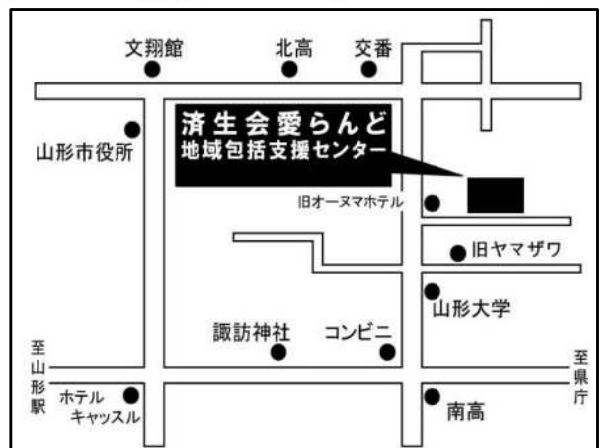 文翔館
北高
交番
済生会愛らんど
地域包括支援センター
山形市役所
旧オーヌマホテル
旧ヤマザワ
山形大学
諏訪神社
コンビニ
至山形駅
至県庁
ホテル
キャッスル
南高